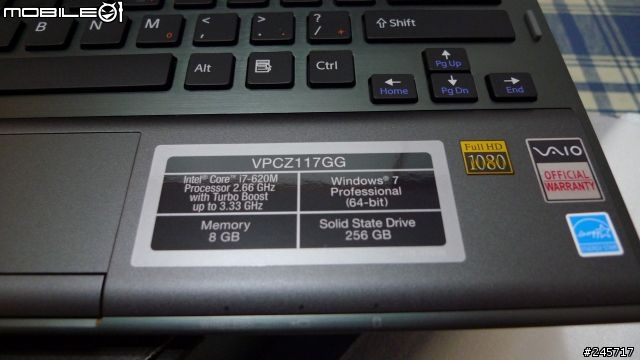 MOBILE01
B
N
M
<
,
>
.
?
/
+
Shift
Alt
Ctrl
Pg Up
Home
Pg Dn
End
VPCZ117GG
Intel® Core™ i7-620M
Processor 2.66 GHz
with Turbo Boost
up to 3.33 GHz
Windows® 7
Professional
(64-bit)
Memory
8 GB
Solid State Drive
256 GB
Full HD
1080
VAIO
OFFICIAL
WARRANTY
ENERGY STAR
#245717